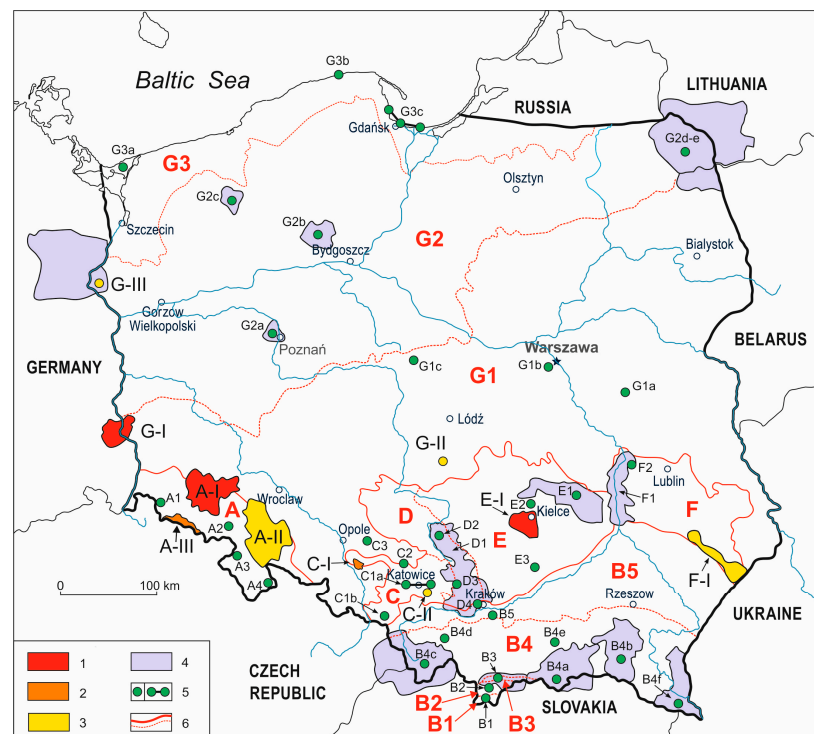 G3b
Baltic Sea
LITHUANIA
G3c
RUSSIA
Gdańsk
G3a
G3
G2d-e
Olsztyn
G2c
Szczecin
G2b
G2
Bydgoszcz
Bialystok
G-III
Gorzów
Wielkopolski
G2a
Poznań
BELARUS
Warszawa
GERMANY
G1c
G1
G1b
G1a
Łódź
G-I
G-II
F2
Lublin
A-I
Wroclaw
E1
F1
A1
A
E-I
E2
Kielce
D
F
A2
Opole
D2
E
A-II
A-III
C3
D1
C-I
C2
A3
E3
F-I
C1a
Katowice
B5
0
100 km
A4
C
D3
Kraków
Rzeszow
C1b
C-II
D4
B5
UKRAINE
B4d
B4
B4e
1
4
B4c
B3
B4b
CZECH
REPUBLIC
B4a
B4f
2
5
B2
B2
SLOVAKIA
B1
B1
B3
3
6